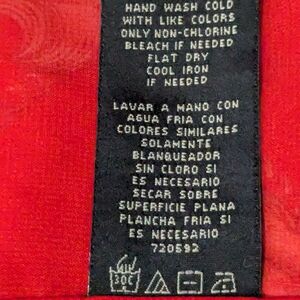 HAND WASH COLD
WITH LIKE COLORS
ONLY NON-CHLORINE
BLEACH IF NEEDED
FLAT DRY
COOL IRON
IF NEEDED
LAVAR A MANO CON
AGUA FRIA CON
COLORES SIMILARES
SOLAMENTE
BLANQUEADOR
SIN CLORO SI
ES NECESARIO
SECAR SOBRE
SUPERFICIE PLANA
PLANCHA FRIA SI
ES NECESARIO
720592
30C